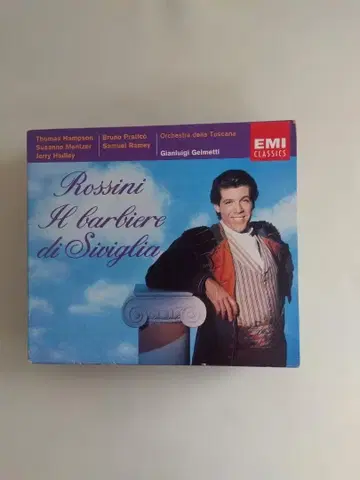 Thomas Hampson
Susanne Mentzer
Jerry Hadley
Bruno Praticò
Samuel Ramey
Orchestra della Toscana
Gianluigi Gelmetti
EMI
CLASSICS
Rossini
Il barbiere
di Siviglia